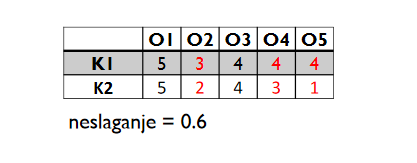 O1 O2 O3 O4 O5
K1 5 3 4 4 4
K2 5 2 4 3 1
neslaganje = 0.6